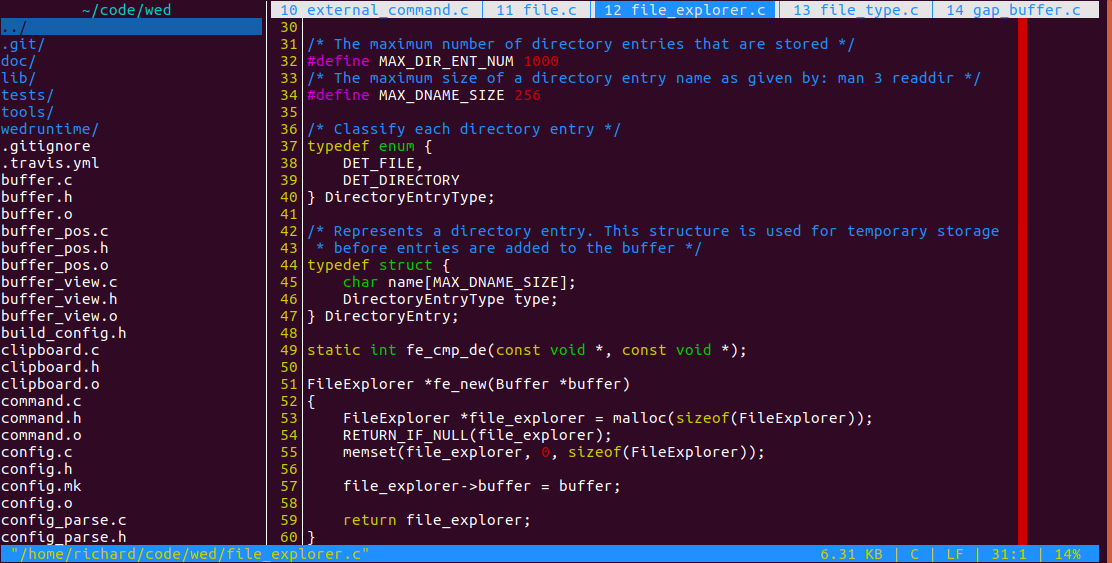 ~/code/wed
../
.git/
doc/
lib/
tests/
tools/
wedruntime/
.gitignore
.travis.yml
buffer.c
buffer.h
buffer.o
buffer_pos.c
buffer_pos.h
buffer_pos.o
buffer_view.c
buffer_view.h
buffer_view.o
build_config.h
clipboard.c
clipboard.h
clipboard.o
command.c
command.h
command.o
config.c
config.h
config.mk
config.o
config_parse.c
config_parse.h
10 external_command.c | 11 file.c | 12 file_explorer.c | 13 file_type.c | 14 gap_buffer.c
30
31 /* The maximum number of directory entries that are stored */
32 #define MAX_DIR_ENT_NUM 1000
33 /* The maximum size of a directory entry name as given by: man 3 readdir */
34 #define MAX_DNAME_SIZE 256
35
36 /* Classify each directory entry */
37 typedef enum {
38     DET_FILE,
39     DET_DIRECTORY
40 } DirectoryEntryType;
41
42 /* Represents a directory entry. This structure is used for temporary storage
43  * before entries are added to the buffer */
44 typedef struct {
45     char name[MAX_DNAME_SIZE];
46     DirectoryEntryType type;
47 } DirectoryEntry;
48
49 static int fe_cmp_de(const void *, const void *);
50
51 FileExplorer *fe_new(Buffer *buffer)
52 {
53     FileExplorer *file_explorer = malloc(sizeof(FileExplorer));
54     RETURN_IF_NULL(file_explorer);
55     memset(file_explorer, 0, sizeof(FileExplorer));
56
57     file_explorer->buffer = buffer;
58
59     return file_explorer;
60 }
"/home/richard/code/wed/file_explorer.c" 6.31 KB | C | LF | 31:1 | 14%